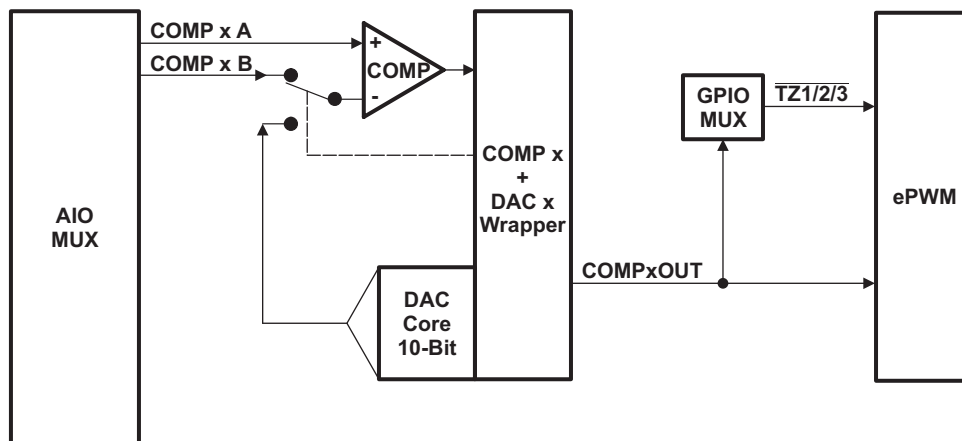 COMP x A
COMP x B
+
COMP
-
GPIO
MUX
TZ1/2/3
AIO
MUX
COMP x
+
DAC x
Wrapper
ePWM
COMPxOUT
DAC
Core
10-Bit